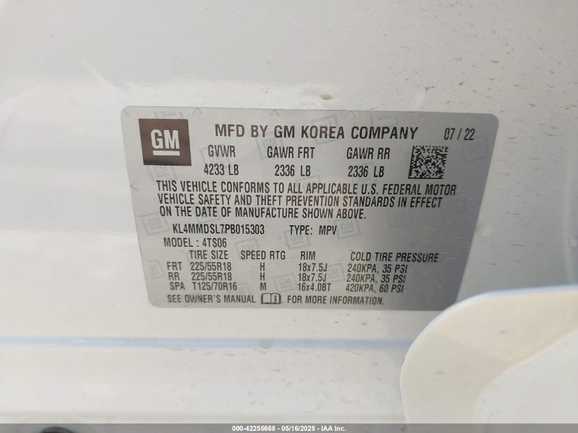 GM MFD BY GM KOREA COMPANY 07/22
GVWR GAWR FRT GAWR RR
4233 LB 2336 LB 2336 LB
THIS VEHICLE CONFORMS TO ALL APPLICABLE U.S. FEDERAL MOTOR
VEHICLE SAFETY AND THEFT PREVENTION STANDARDS IN EFFECT
ON THE DATE OF MANUFACTURE SHOWN ABOVE.
KL4MMDSL7PB015303 TYPE: MPV
MODEL: 4TS06
TIRE SIZE SPEED RTG RIM COLD TIRE PRESSURE
FRT 225/55R18 H 18x7.5J 240KPA, 35 PSI
RR 225/55R18 H 18x7.5J 240KPA, 35 PSI
SPA T125/70R16 M 16x4.0BT 420KPA, 60 PSI
SEE OWNER'S MANUAL FOR MORE INFORMATION.
000-42255668 - 05/16/2025 - IAA Inc.